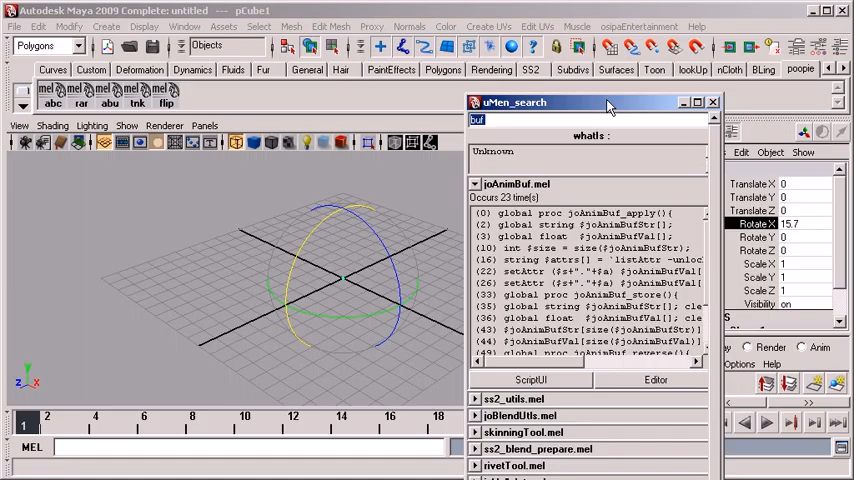 Autodesk Maya 2009 Complete: untitled --- pCube1
File Edit Modify Create Display Window Assets Select Mesh Edit Mesh Proxy Normals Color Create UVs Edit UVs Muscle osipaEntertainment Help
Polygons Objects
Curves Custom Deformation Dynamics Fluids Fur General Hair PaintEffects Polygons Rendering SS2 Subdivs Surfaces Toon lookUp nCloth BLing poopie
mel mel mel mel mel
abc rar abu tnk flip
View Shading Lighting Show Renderer Panels
uMen_search
buf
whatIs :
Unknown
joAnimBuf.mel
Occurs 23 time(s)
(0) global proc joAnimBuf_apply(){
(2) global string $joAnimBufStr[];
(3) global float $joAnimBufVal[];
(10) int $size = size($joAnimBufStr);
(16) string $attrs[] = `listAttr -unloc
(22) setAttr ($s+"."+$a) $joAnimBufVal[
(26) setAttr ($s+"."+$a) $joAnimBufVal[
(33) global proc joAnimBuf_store(){
(35) global string $joAnimBufStr[]; cle
(36) global float $joAnimBufVal[]; clea
(43) $joAnimBufStr[size($joAnimBufStr)]
(44) $joAnimBufVal[size($joAnimBufVal)]
(49) global proc joAnimBuf_reverse(){
ScriptUI Editor
ss2_utils.mel
joBlendUtls.mel
skinningTool.mel
ss2_blend_prepare.mel
rivetTool.mel
Edit Object Show
Translate X 0
Translate Y 0
Translate Z 0
Rotate X 15.7
Rotate Y 0
Rotate Z 0
Scale X 1
Scale Y 1
Scale Z 1
Visibility on
S
Render Anim
Options Help
z x
2 4 6 8 10 12 14 16 18
1
MEL